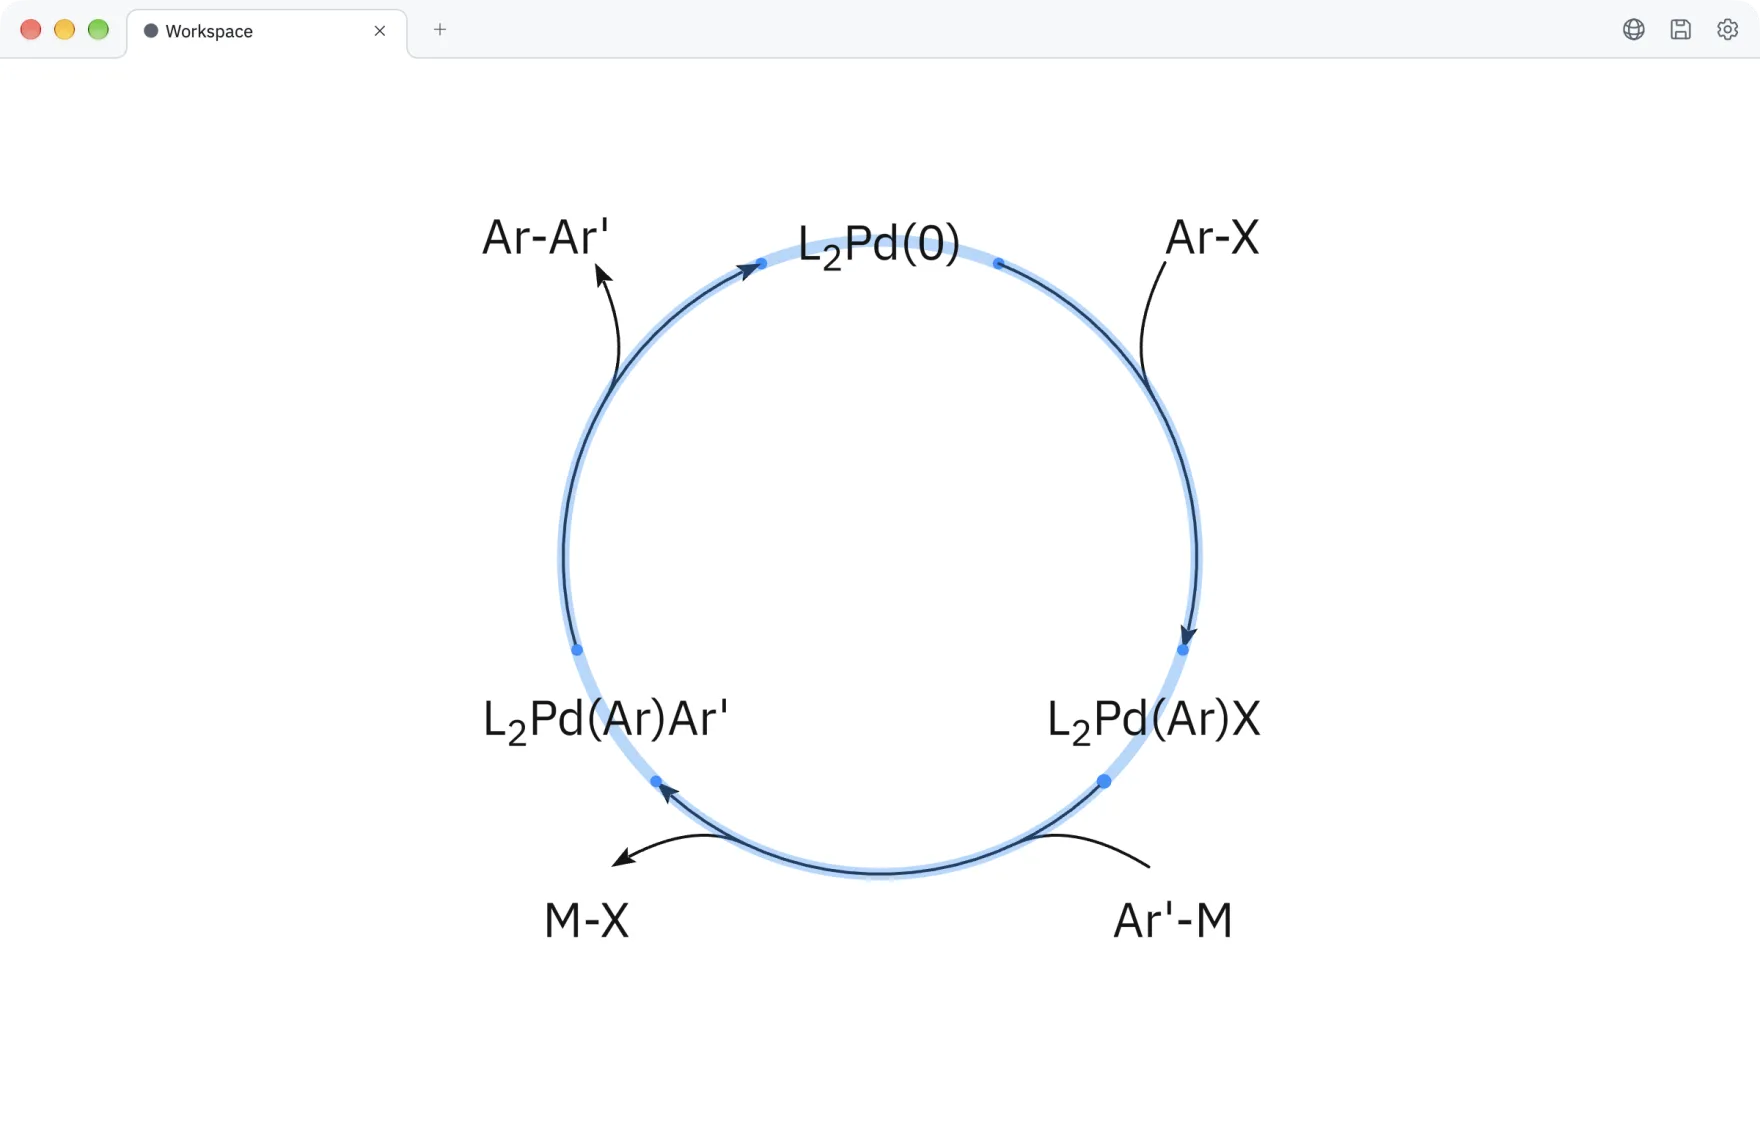 Workspace
Ar-Ar'
L₂Pd(0)
Ar-X
L₂Pd(Ar)Ar'
L₂Pd(Ar)X
M-X
Ar'-M